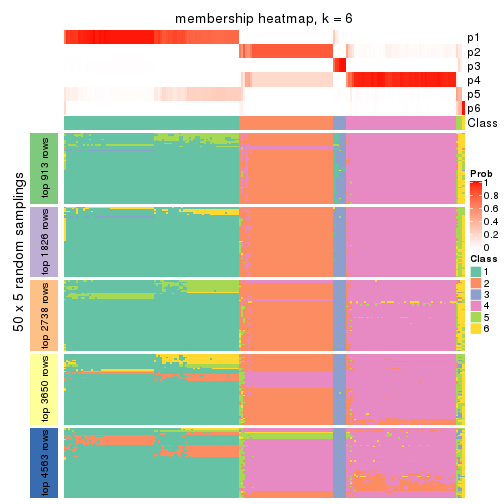 membership heatmap, k = 6
p1
p2
p3
p4
p5
p6
Class
50 x 5 random samplings
top 913 rows
top 1826 rows
top 2738 rows
top 3650 rows
top 4563 rows
Prob
1
0.8
0.6
0.4
0.2
0
Class
1
2
3
4
5
6